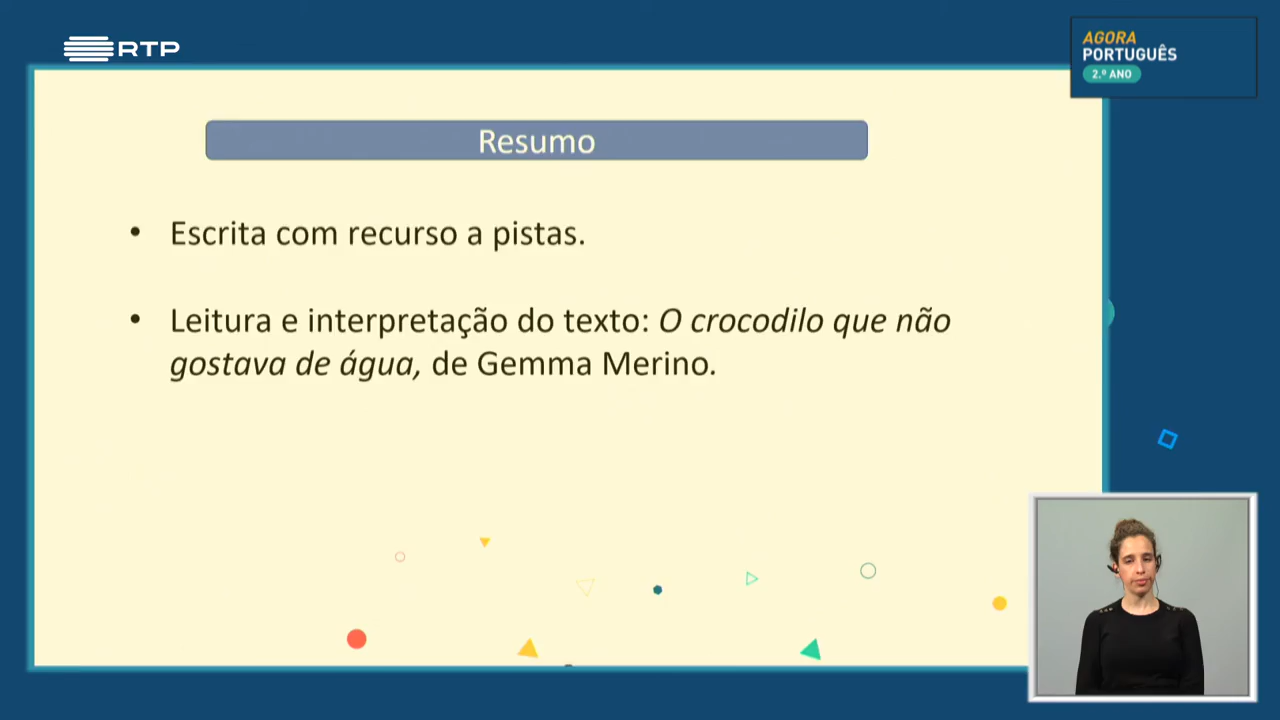 RTP
AGORA
PORTUGUÊS
2.º ANO
Resumo
• Escrita com recurso a pistas.
• Leitura e interpretação do texto: O crocodilo que não
gostava de água, de Gemma Merino.